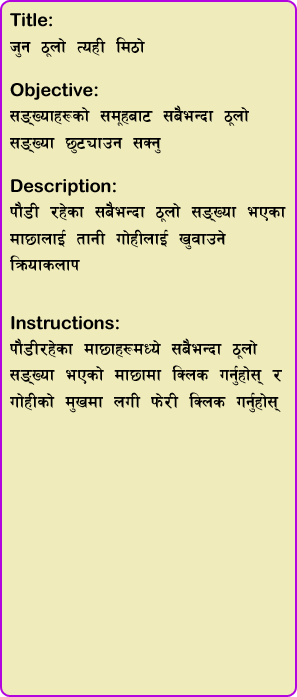 Title:
जुन ठूलो त्यही मिठो
Objective:
सङ्ख्याहरूको समूहबाट सबैभन्दा ठूलो
सङ्ख्या छुट्याउन सक्नु
Description:
पौडी रहेका सबैभन्दा ठूलो सङ्ख्या भएका
माछालाई तानी गोहीलाई खुवाउने
क्रियाकलाप
Instructions:
पौडीरहेका माछाहरूमध्ये सबैभन्दा ठूलो
सङ्ख्या भएको माछामा क्लिक गर्नुहोस् र
गोहीको मुखमा लगी फेरी क्लिक गर्नुहोस्